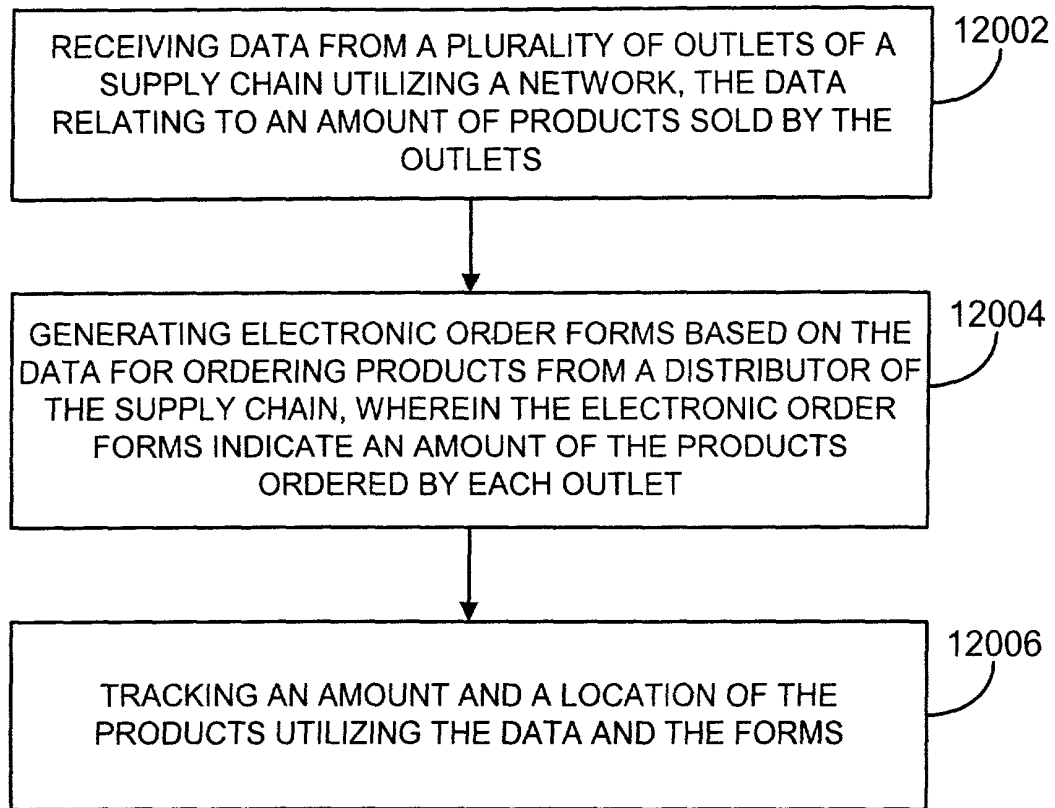 RECEIVING DATA FROM A PLURALITY OF OUTLETS OF A
SUPPLY CHAIN UTILIZING A NETWORK, THE DATA
RELATING TO AN AMOUNT OF PRODUCTS SOLD BY THE
OUTLETS
12002
GENERATING ELECTRONIC ORDER FORMS BASED ON THE
DATA FOR ORDERING PRODUCTS FROM A DISTRIBUTOR OF
THE SUPPLY CHAIN, WHEREIN THE ELECTRONIC ORDER
FORMS INDICATE AN AMOUNT OF THE PRODUCTS
ORDERED BY EACH OUTLET
12004
TRACKING AN AMOUNT AND A LOCATION OF THE
PRODUCTS UTILIZING THE DATA AND THE FORMS
12006